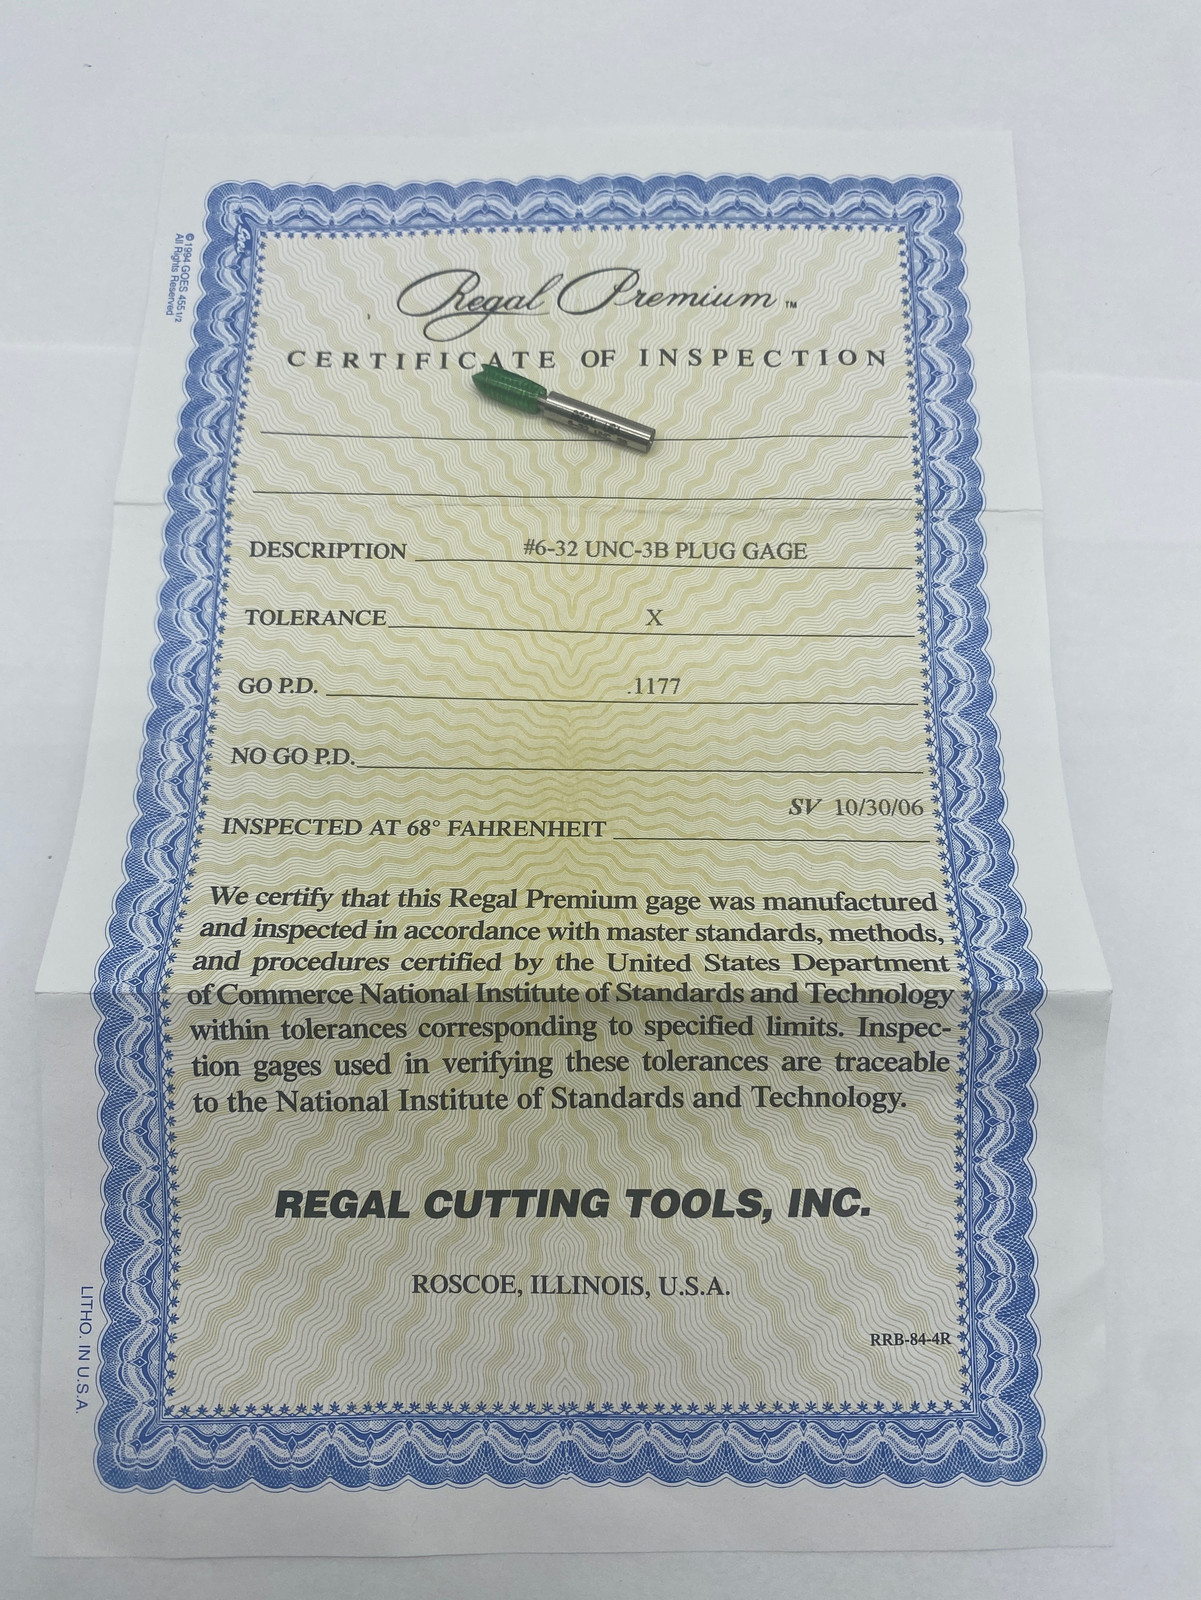 © 1994 GOES 455 1/2
All Rights Reserved
Goes
Regal Premium ™
CERTIFICATE OF INSPECTION
DESCRIPTION #6-32 UNC-3B PLUG GAGE
TOLERANCE X
GO P.D. .1177
NO GO P.D.
SV 10/30/06
INSPECTED AT 68° FAHRENHEIT
We certify that this Regal Premium gage was manufactured
and inspected in accordance with master standards, methods,
and procedures certified by the United States Department
of Commerce National Institute of Standards and Technology
within tolerances corresponding to specified limits. Inspec-
tion gages used in verifying these tolerances are traceable
to the National Institute of Standards and Technology.
REGAL CUTTING TOOLS, INC.
ROSCOE, ILLINOIS, U.S.A.
RRB-84-4R
LITHO. IN U.S.A.